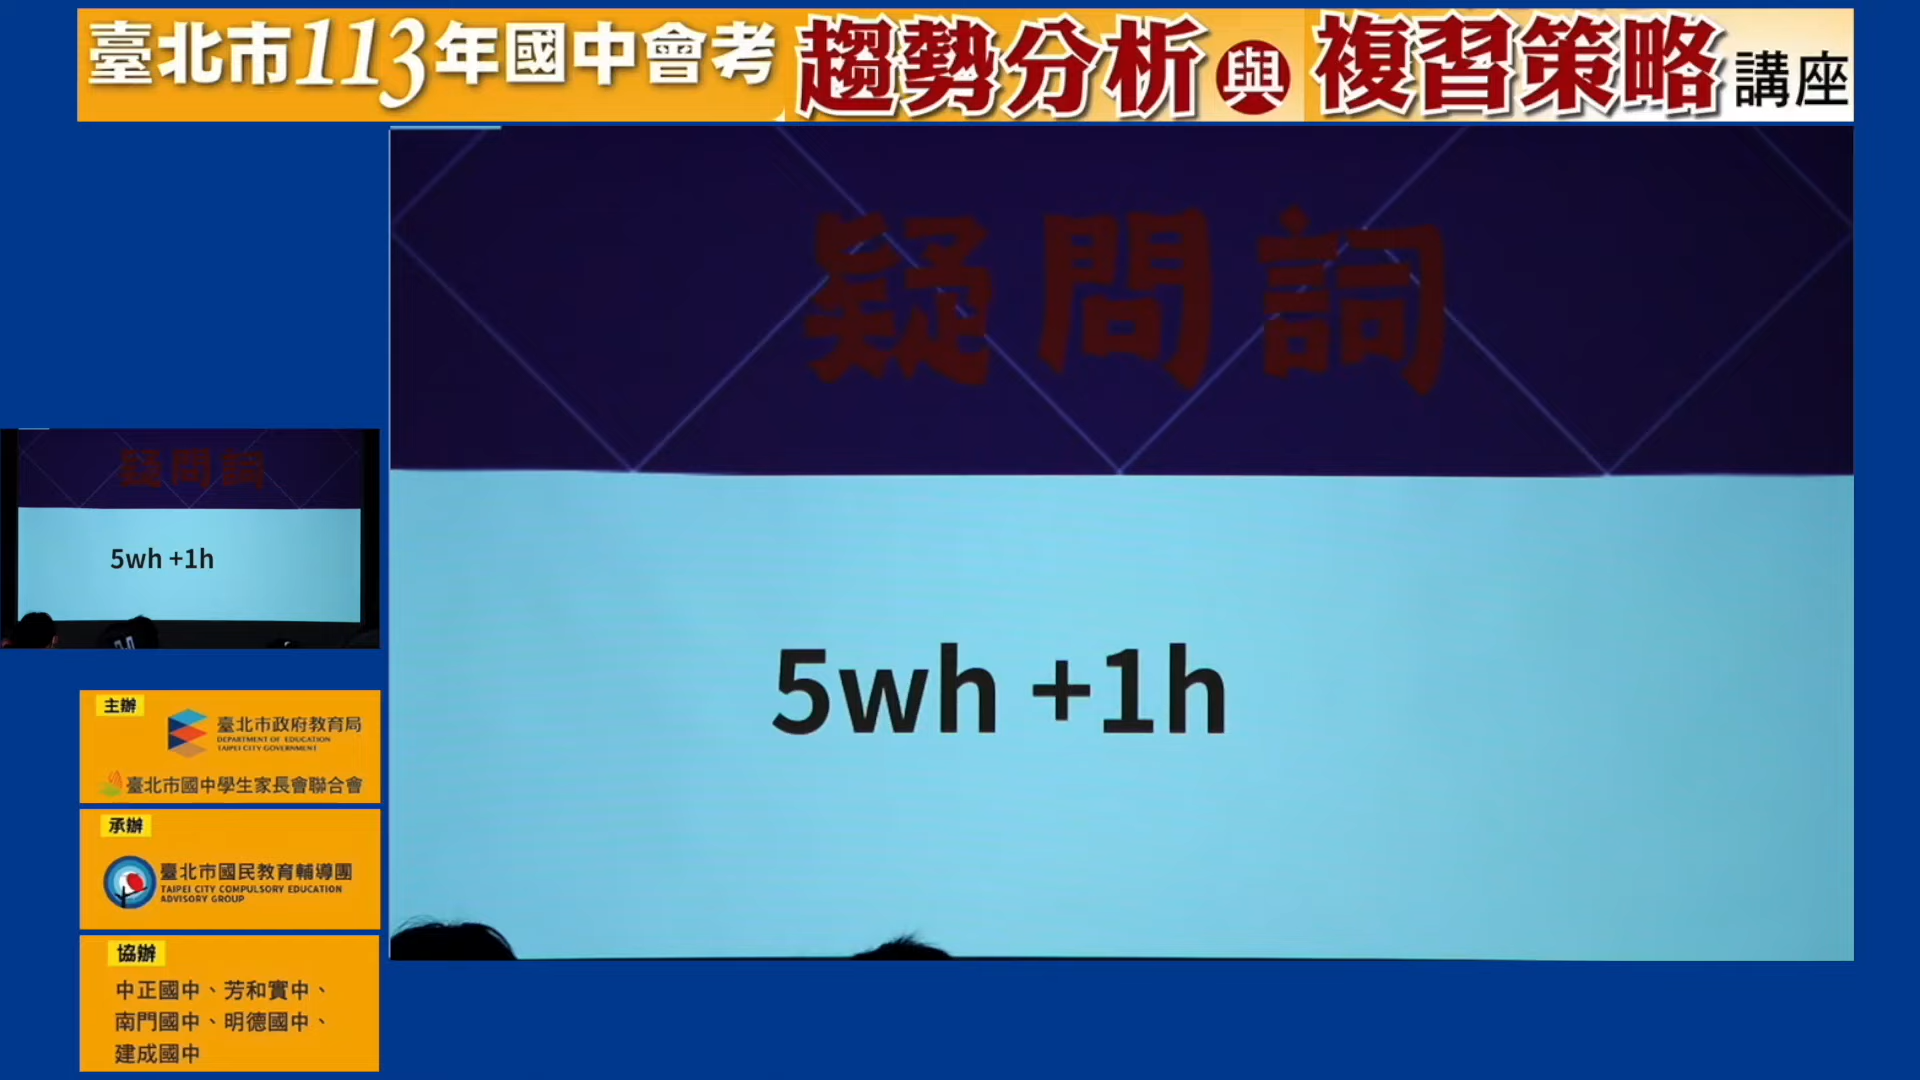 臺北市113年國中會考 趨勢分析與複習策略講座
疑問詞
5wh +1h
疑問詞
5wh +1h
主辦
臺北市政府教育局
DEPARTMENT OF EDUCATION
TAIPEI CITY GOVERNMENT
臺北市國中學生家長會聯合會
承辦
臺北市國民教育輔導團
TAIPEI CITY COMPULSORY EDUCATION
ADVISORY GROUP
協辦
中正國中、芳和實中、
南門國中、明德國中、
建成國中